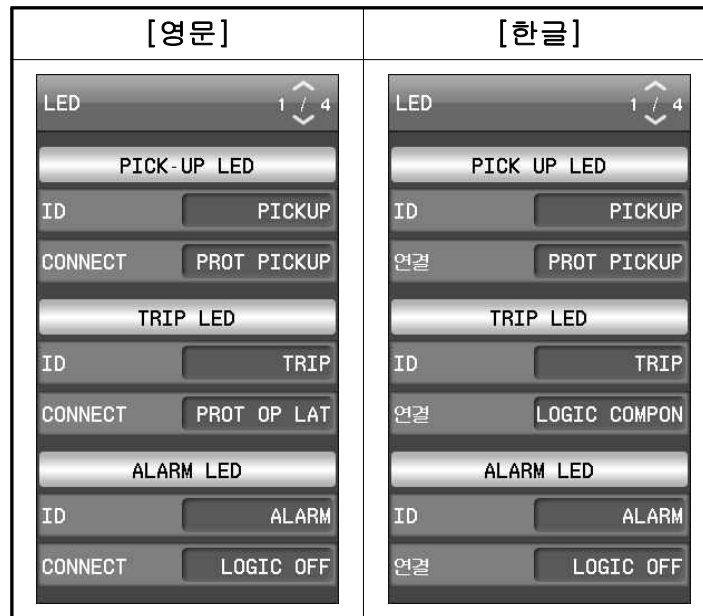 [영문]
LED 1 / 4
PICK-UP LED
ID PICKUP
CONNECT PROT PICKUP
TRIP LED
ID TRIP
CONNECT PROT OP LAT
ALARM LED
ID ALARM
CONNECT LOGIC OFF
[한글]
LED 1 / 4
PICK UP LED
ID PICKUP
연결 PROT PICKUP
TRIP LED
ID TRIP
연결 LOGIC COMPON
ALARM LED
ID ALARM
연결 LOGIC OFF